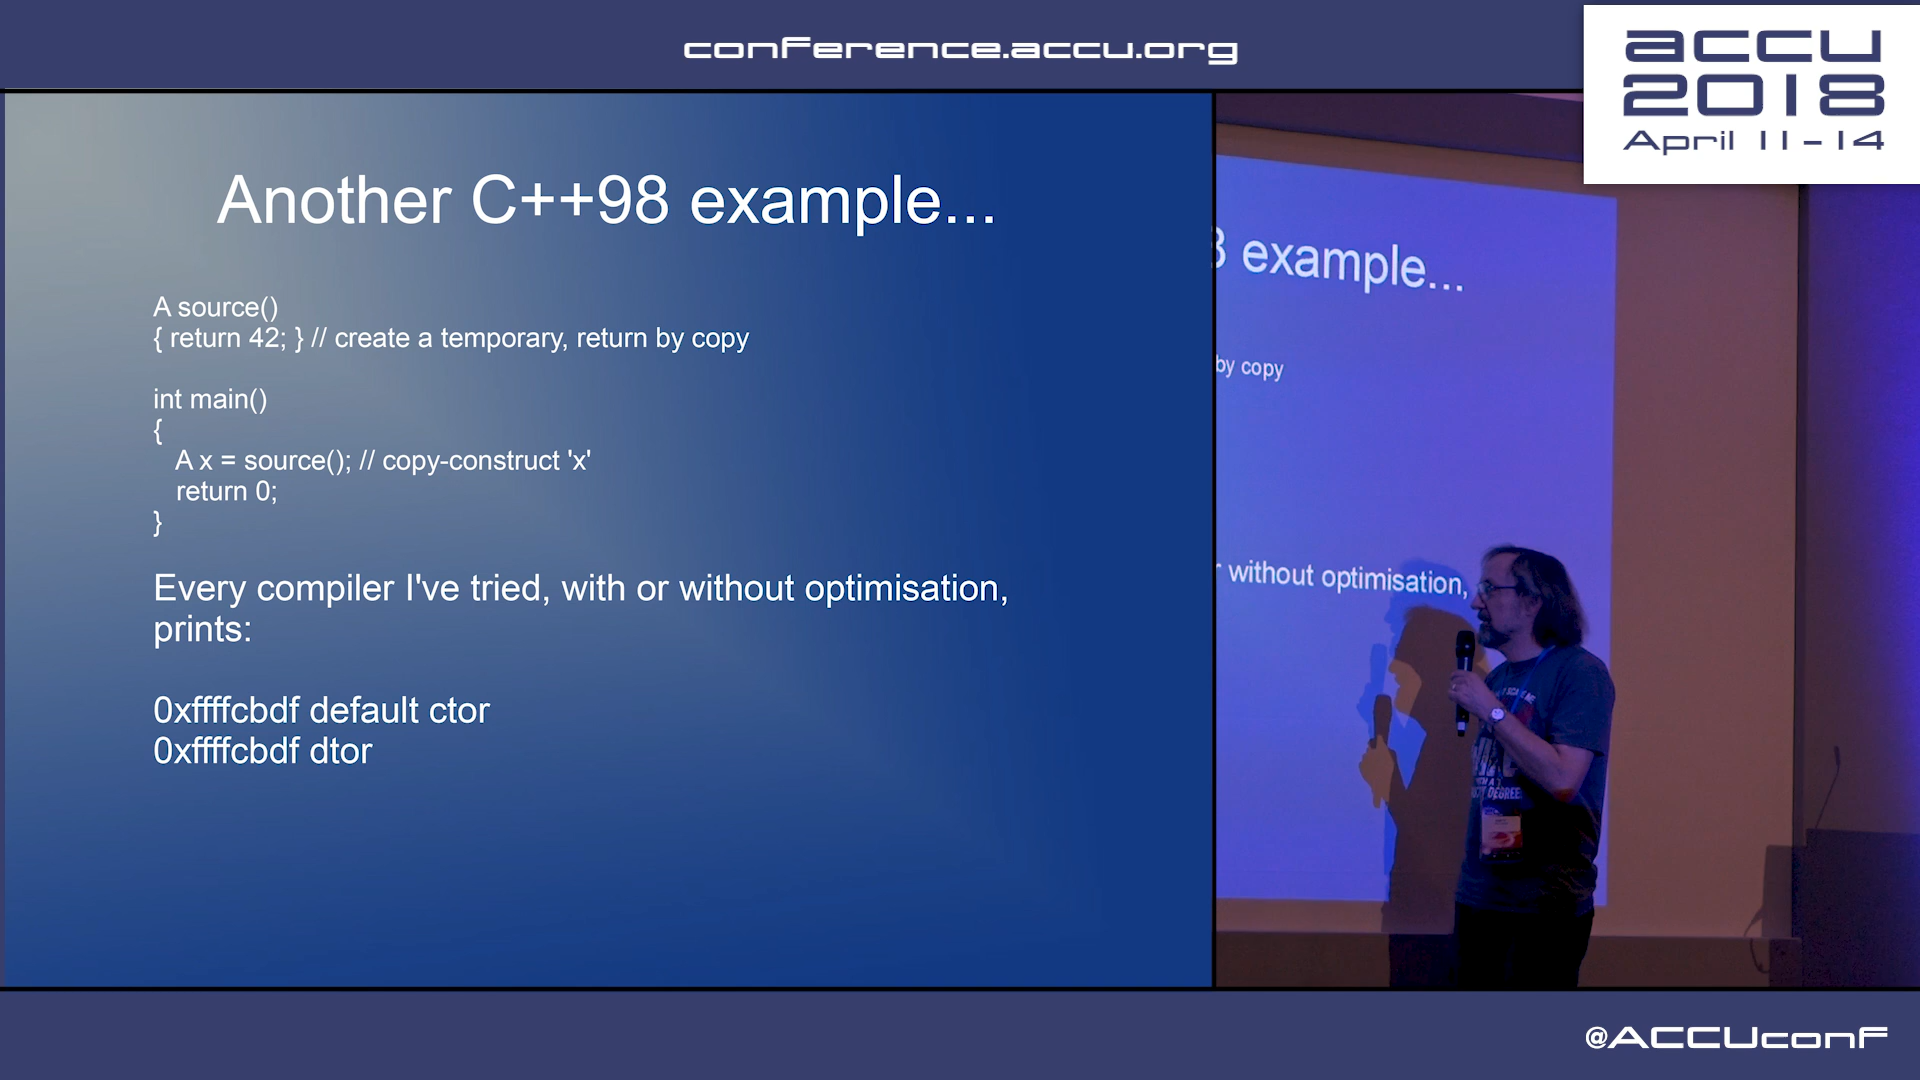 conference.accu.org
accu
2018
April 11-14
Another C++98 example...
A source()
{ return 42; } // create a temporary, return by copy
int main()
{
A x = source(); // copy-construct 'x'
return 0;
}
Every compiler I've tried, with or without optimisation,
prints:
0xffffcbdf default ctor
0xffffcbdf dtor
example...
by copy
without optimisation,
DEGREE
@ACCUconf